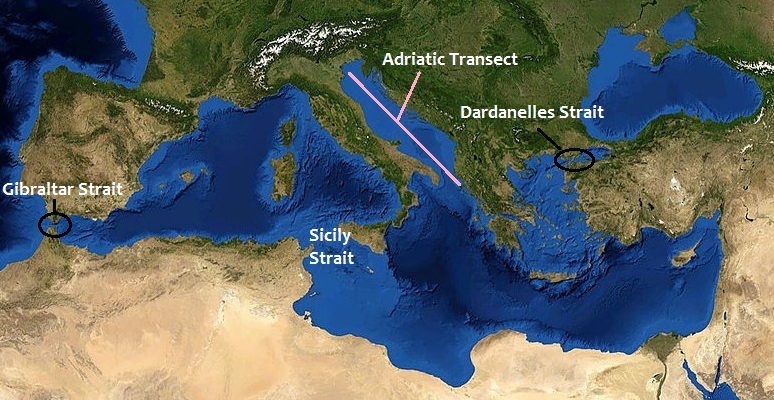 Adriatic Transect
Dardanelles Strait
Gibraltar Strait
Sicily
Strait